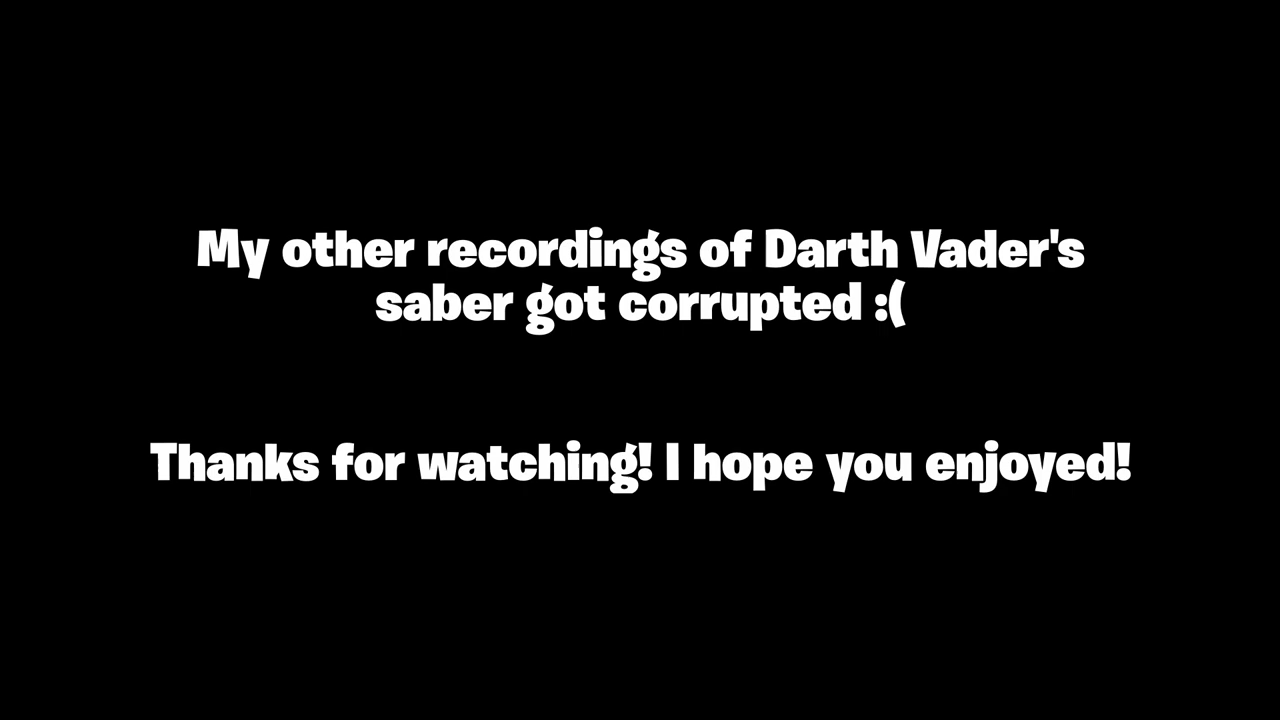 My other recordings of Darth Vader's
saber got corrupted :(
Thanks for watching! I hope you enjoyed!